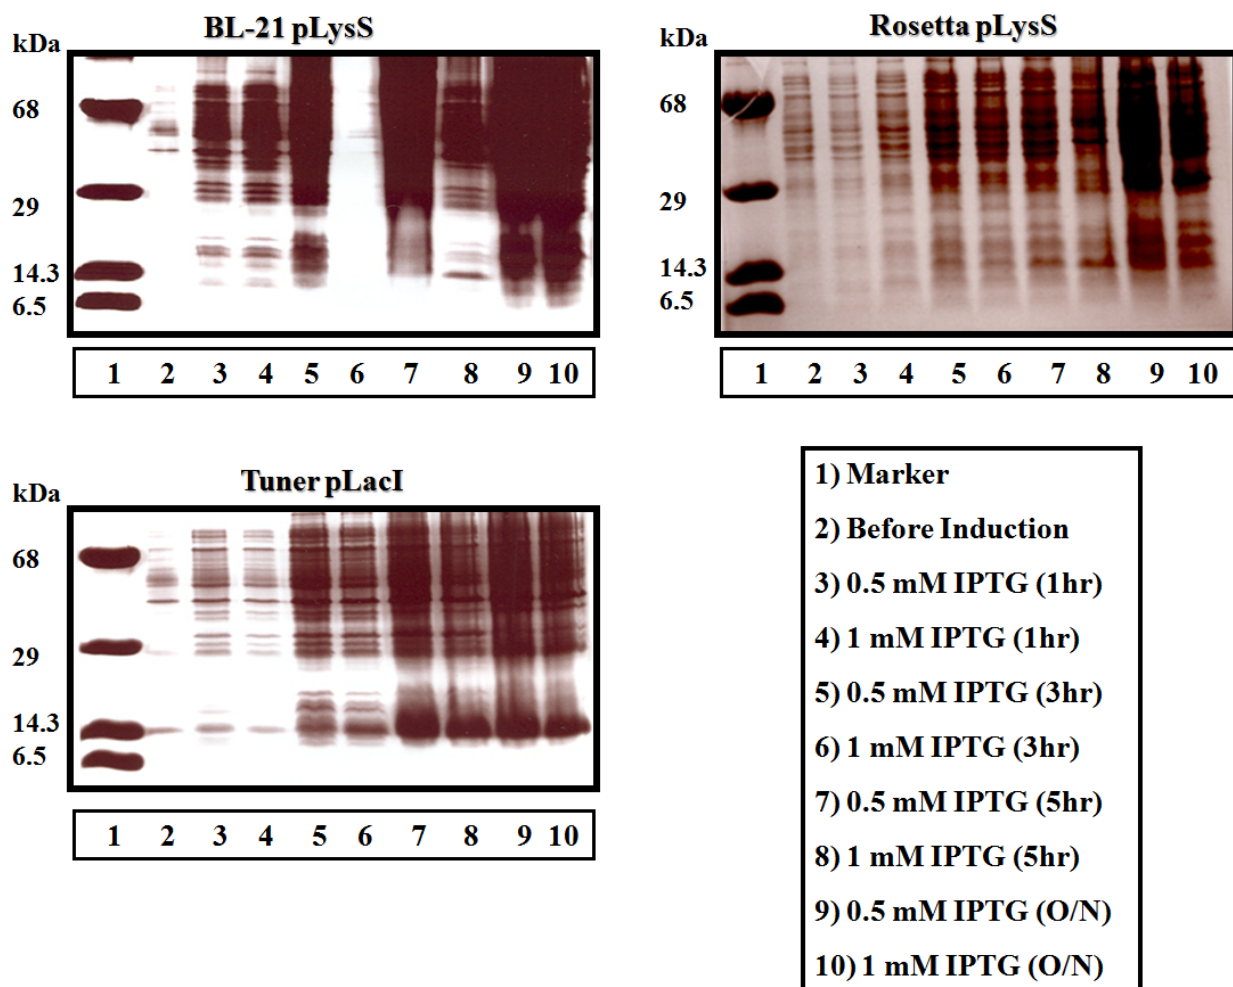 BL-21 pLysS
kDa
68
29
14.3
6.5
1 2 3 4 5 6 7 8 9 10
Rosetta pLysS
kDa
68
29
14.3
6.5
1 2 3 4 5 6 7 8 9 10
Tuner pLacI
kDa
68
29
14.3
6.5
1 2 3 4 5 6 7 8 9 10
1) Marker
2) Before Induction
3) 0.5 mM IPTG (1hr)
4) 1 mM IPTG (1hr)
5) 0.5 mM IPTG (3hr)
6) 1 mM IPTG (3hr)
7) 0.5 mM IPTG (5hr)
8) 1 mM IPTG (5hr)
9) 0.5 mM IPTG (O/N)
10) 1 mM IPTG (O/N)